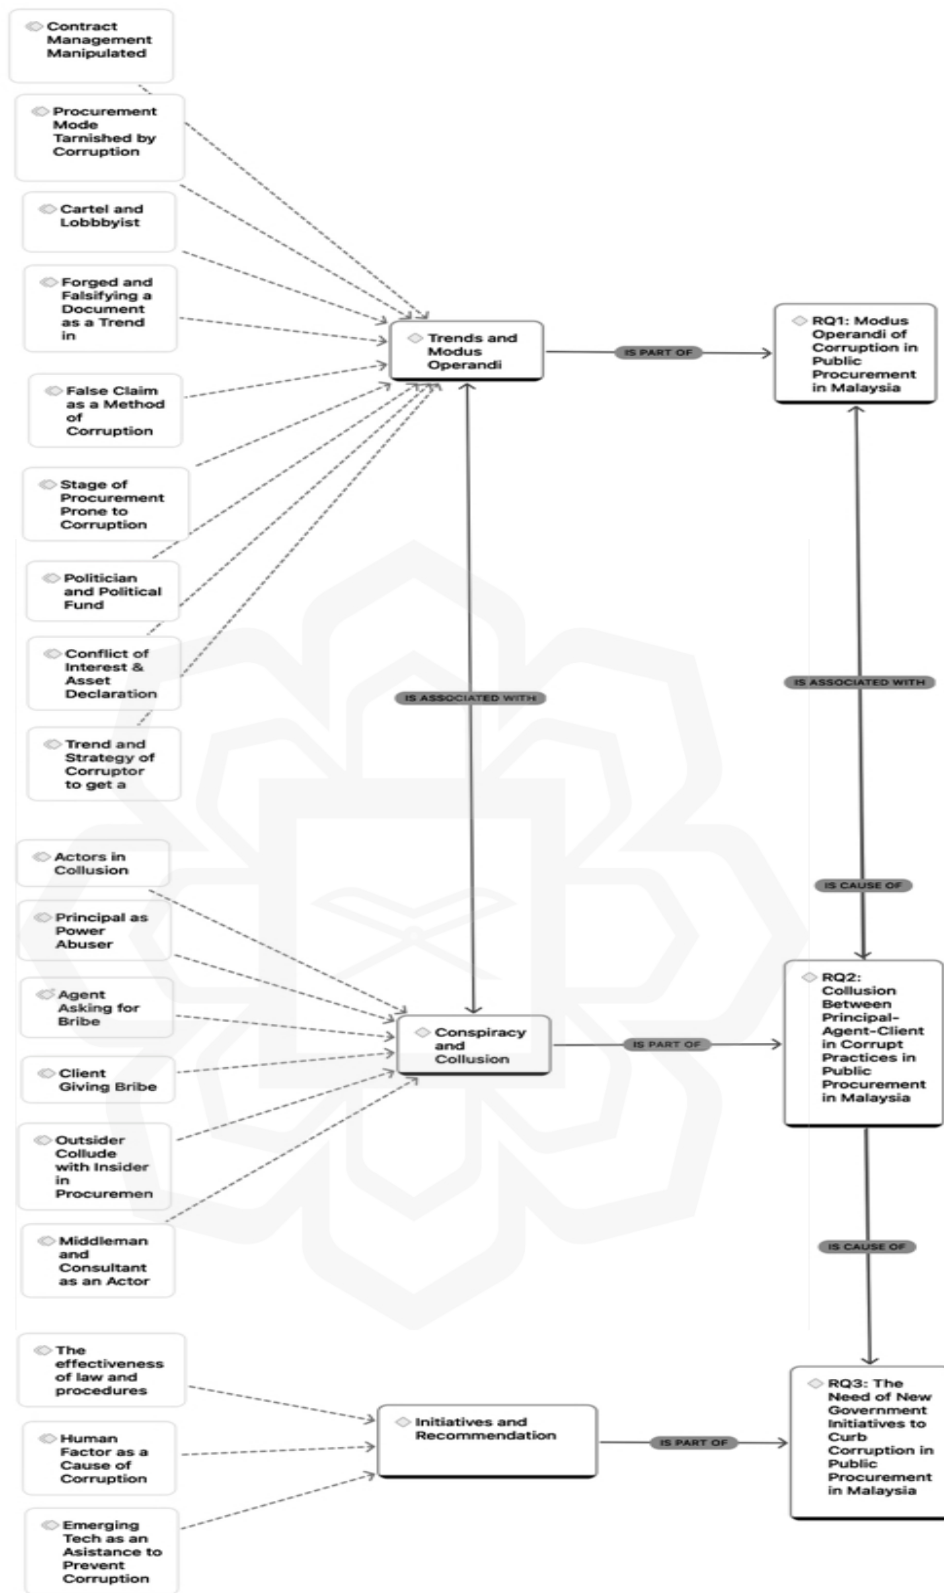 Contract
Management
Manipulated
Procurement
Mode
Tarnished by
Corruption
Cartel and
Lobbbyist
Forged and
Falsifying a
Document
as a Trend
in
False Claim
as a Method
of
Corruption
Stage of
Procurement
Prone to
Corruption
Politician
and Political
Fund
Conflict of
Interest &
Asset
Declaration
Trend and
Strategy of
Corruptor
to get a
Trends and
Modus
Operandi
IS PART OF
RQ1: Modus
Operandi of
Corruption in
Public
Procurement
in Malaysia
IS ASSOCIATED WITH
IS ASSOCIATED WITH
IS CAUSE OF
Actors in
Collusion
Principal as
Power
Abuser
Agent
Asking for
Bribe
Client
Giving Bribe
Outsider
Collude
with Insider
in
Procuremen
Middleman
and
Consultant
as an Actor
Conspiracy
and
Collusion
IS PART OF
RQ2:
Collusion
Between
Principal-
Agent-Client
in Corrupt
Practices in
Public
Procurement
in Malaysia
IS CAUSE OF
The
effectiveness
of law and
procedures
Human
Factor as a
Cause of
Corruption
Emerging
Tech as an
Asistance to
Prevent
Corruption
Initiatives and
Recommendation
IS PART OF
RQ3: The
Need of New
Government
Initiatives to
Curb
Corruption in
Public
Procurement
in Malaysia